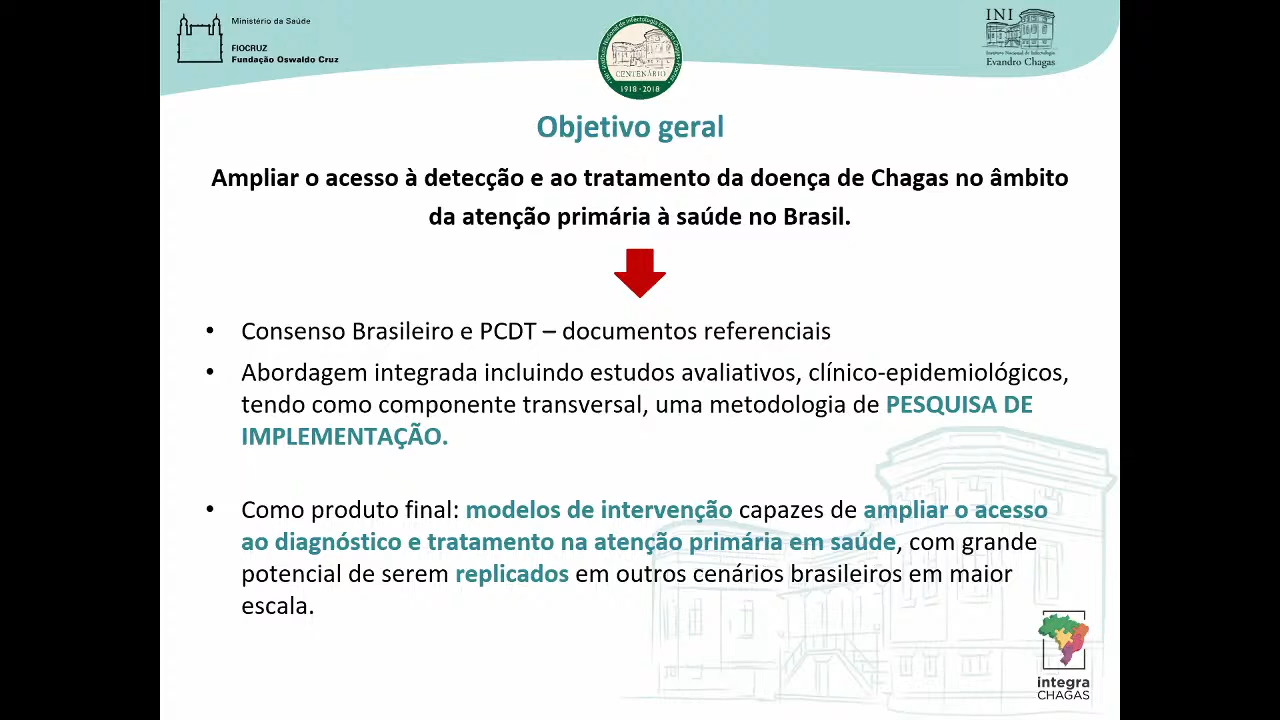 Ministério da Saúde
FIOCRUZ
Fundação Oswaldo Cruz
CENTENÁRIO
1918 - 2018
INI
Instituto Nacional de Infectologia
Evandro Chagas
Objetivo geral
Ampliar o acesso à detecção e ao tratamento da doença de Chagas no âmbito
da atenção primária à saúde no Brasil.
• Consenso Brasileiro e PCDT – documentos referenciais
• Abordagem integrada incluindo estudos avaliativos, clínico-epidemiológicos,
tendo como componente transversal, uma metodologia de PESQUISA DE
IMPLEMENTAÇÃO.
• Como produto final: modelos de intervenção capazes de ampliar o acesso
ao diagnóstico e tratamento na atenção primária em saúde, com grande
potencial de serem replicados em outros cenários brasileiros em maior
escala.
integra
CHAGAS